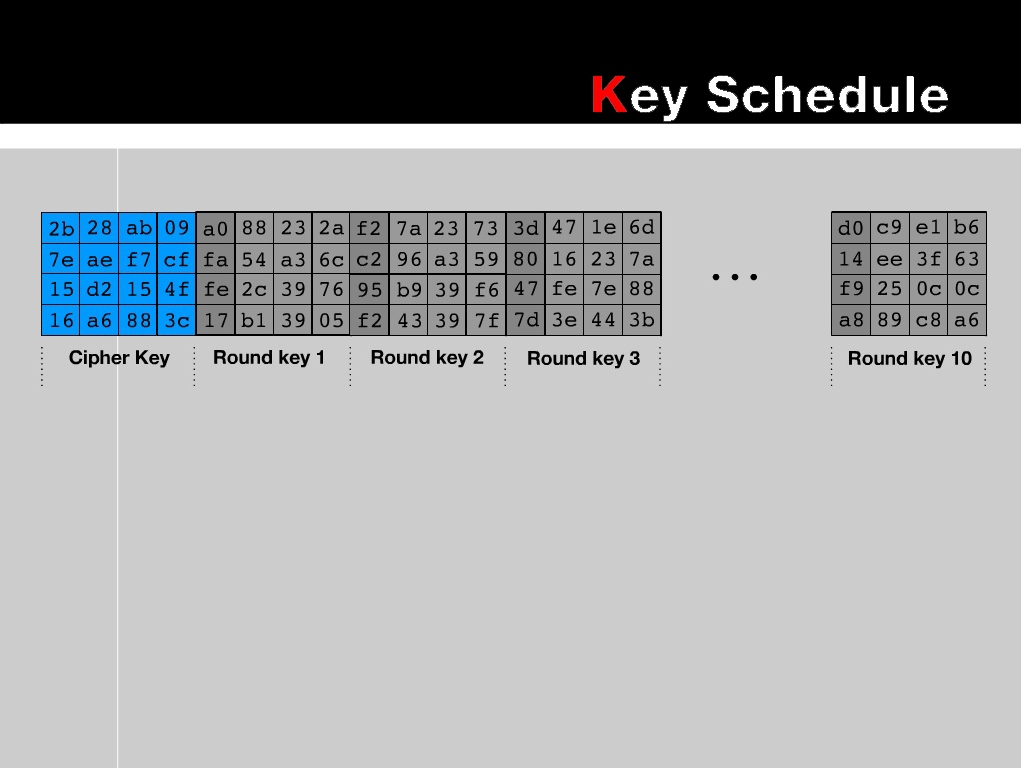 Key Schedule
2b 28 ab 09 a0 88 23 2a f2 7a 23 73 3d 47 1e 6d d0 c9 e1 b6
7e ae f7 cf fa 54 a3 6c c2 96 a3 59 80 16 23 7a ... 14 ee 3f 63
15 d2 15 4f fe 2c 39 76 95 b9 39 f6 47 fe 7e 88 f9 25 0c 0c
16 a6 88 3c 17 b1 39 05 f2 43 39 7f 7d 3e 44 3b a8 89 c8 a6
Cipher Key Round key 1 Round key 2 Round key 3 Round key 10